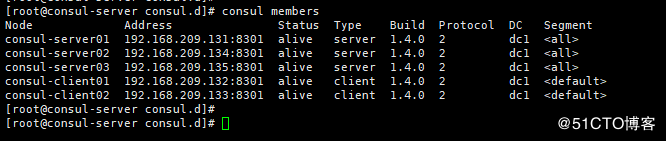 [root@consul-server consul.d]# consul members
Node Address Status Type Build Protocol DC Segment
consul-server01 192.168.209.131:8301 alive server 1.4.0 2 dc1 <all>
consul-server02 192.168.209.134:8301 alive server 1.4.0 2 dc1 <all>
consul-server03 192.168.209.135:8301 alive server 1.4.0 2 dc1 <all>
consul-client01 192.168.209.132:8301 alive client 1.4.0 2 dc1 <default>
consul-client02 192.168.209.133:8301 alive client 1.4.0 2 dc1 <default>
[root@consul-server consul.d]#
[root@consul-server consul.d]#
@51CTO博客